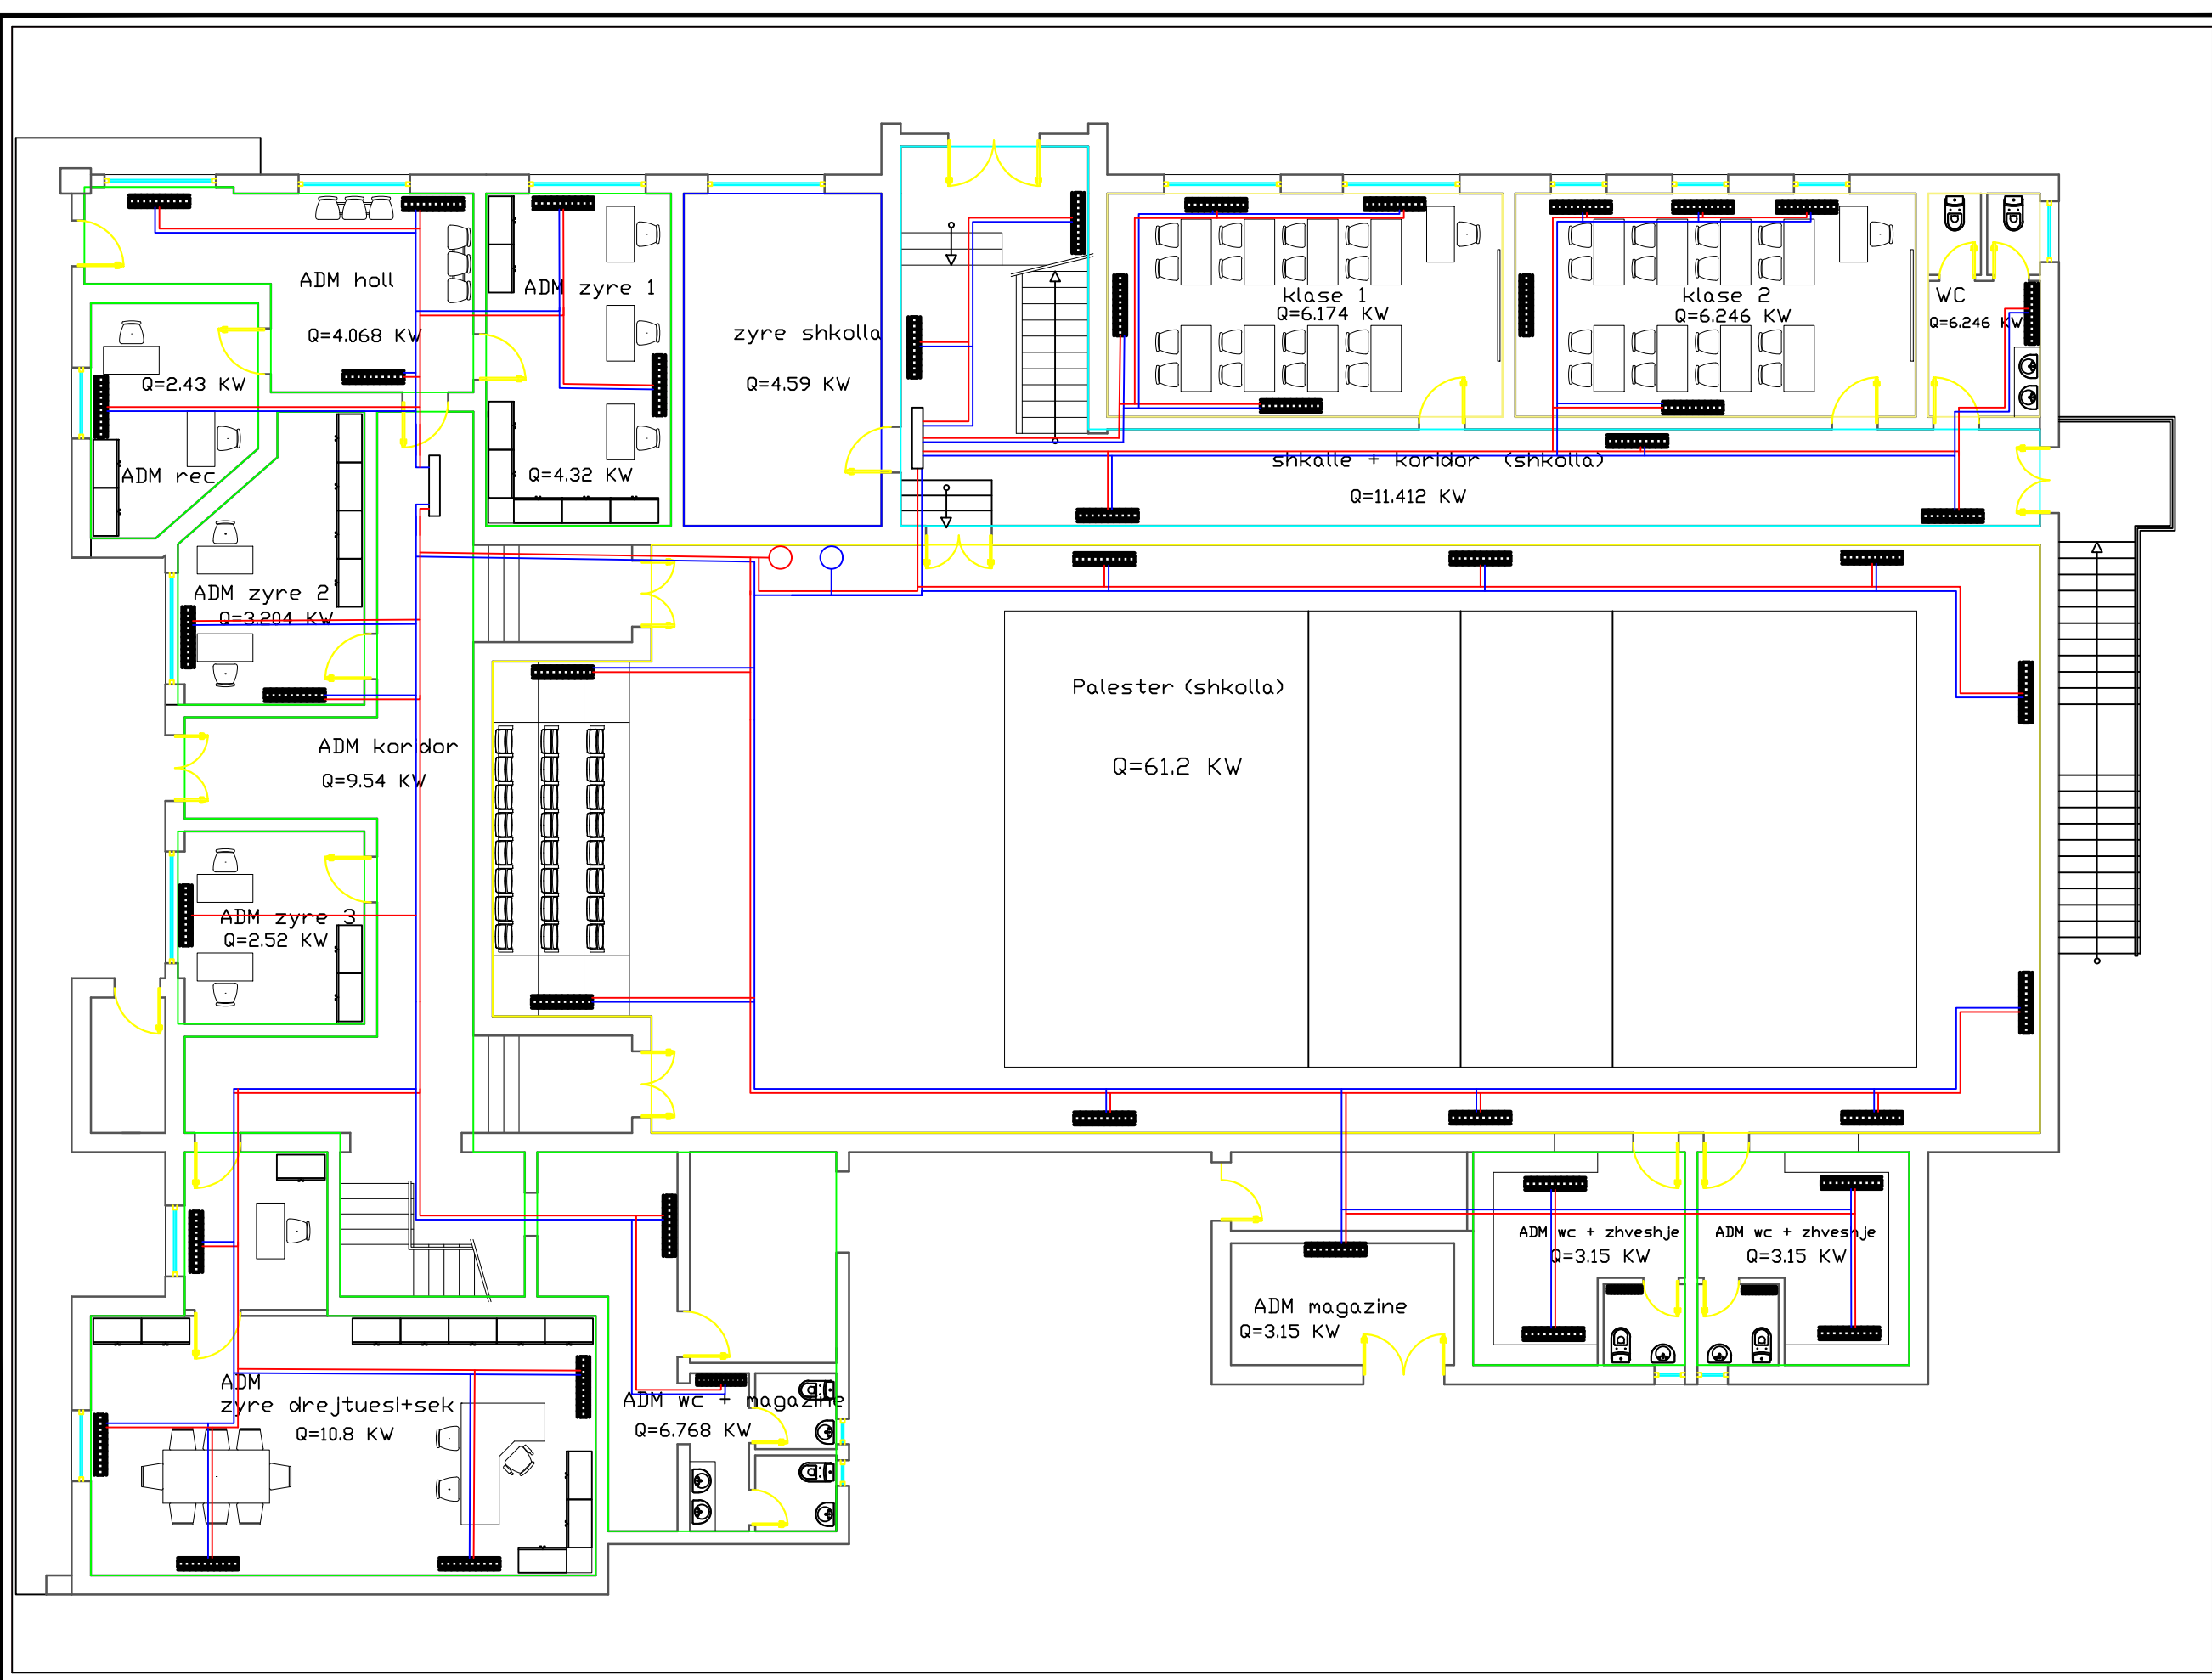 ADM holl
Q=4.068 KW
Q=2.43 KW
ADM rec
ADM zyre 1
Q=4.32 KW
zyre shkolla
Q=4.59 KW
klase 1
Q=6.174 KW
klase 2
Q=6.246 KW
WC
Q=6.246 KW
shkalle + koridor (shkolla)
Q=11.412 KW
ADM zyre 2
Q=3.204 KW
ADM koridor
Q=9.54 KW
Palester (shkolla)
Q=61.2 KW
ADM zyre 3
Q=2.52 KW
ADM wc + zhveshje
Q=3.15 KW
ADM wc + zhveshje
Q=3.15 KW
ADM magazine
Q=3.15 KW
ADM
zyre drejtuesi+sek
Q=10.8 KW
ADM wc + magazine
Q=6.768 KW